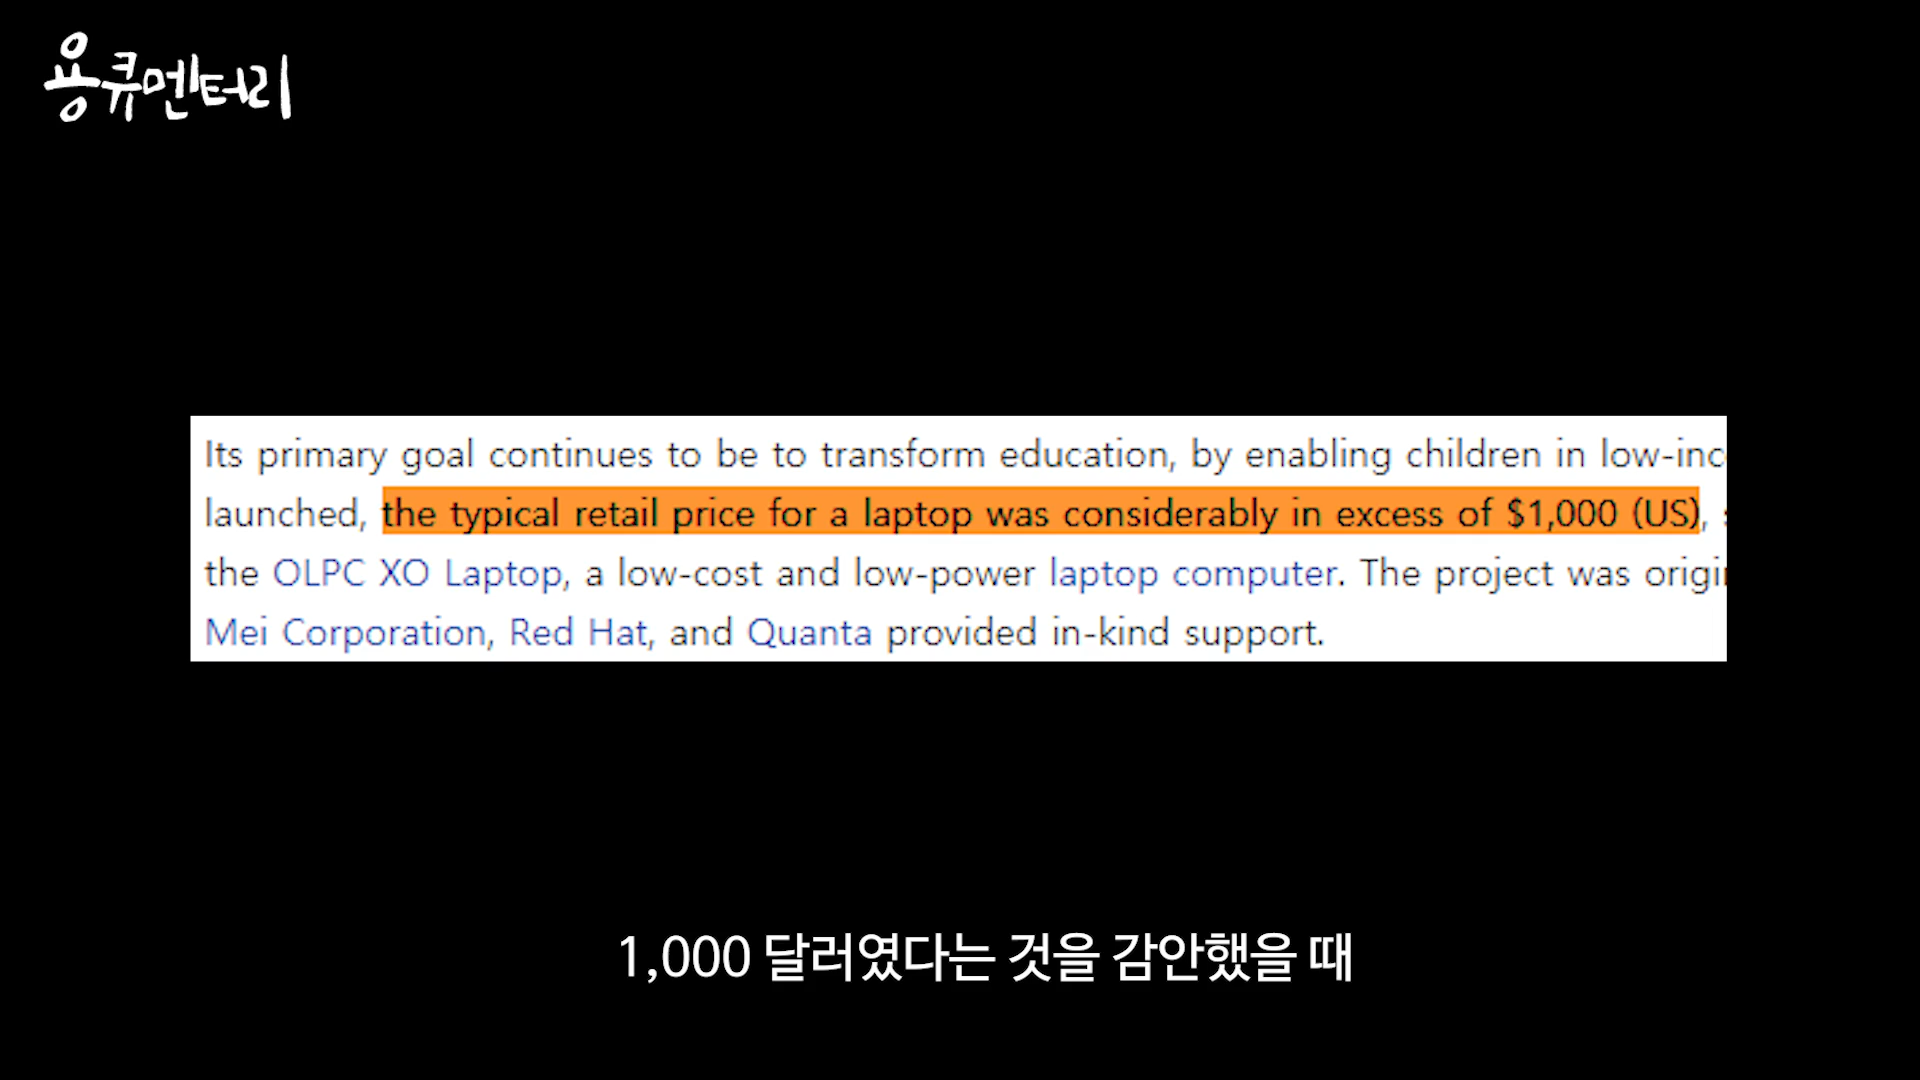 용큐멘터리
Its primary goal continues to be to transform education, by enabling children in low-inc
launched, the typical retail price for a laptop was considerably in excess of $1,000 (US),
the OLPC XO Laptop, a low-cost and low-power laptop computer. The project was origi
Mei Corporation, Red Hat, and Quanta provided in-kind support.
1,000 달러였다는 것을 감안했을 때